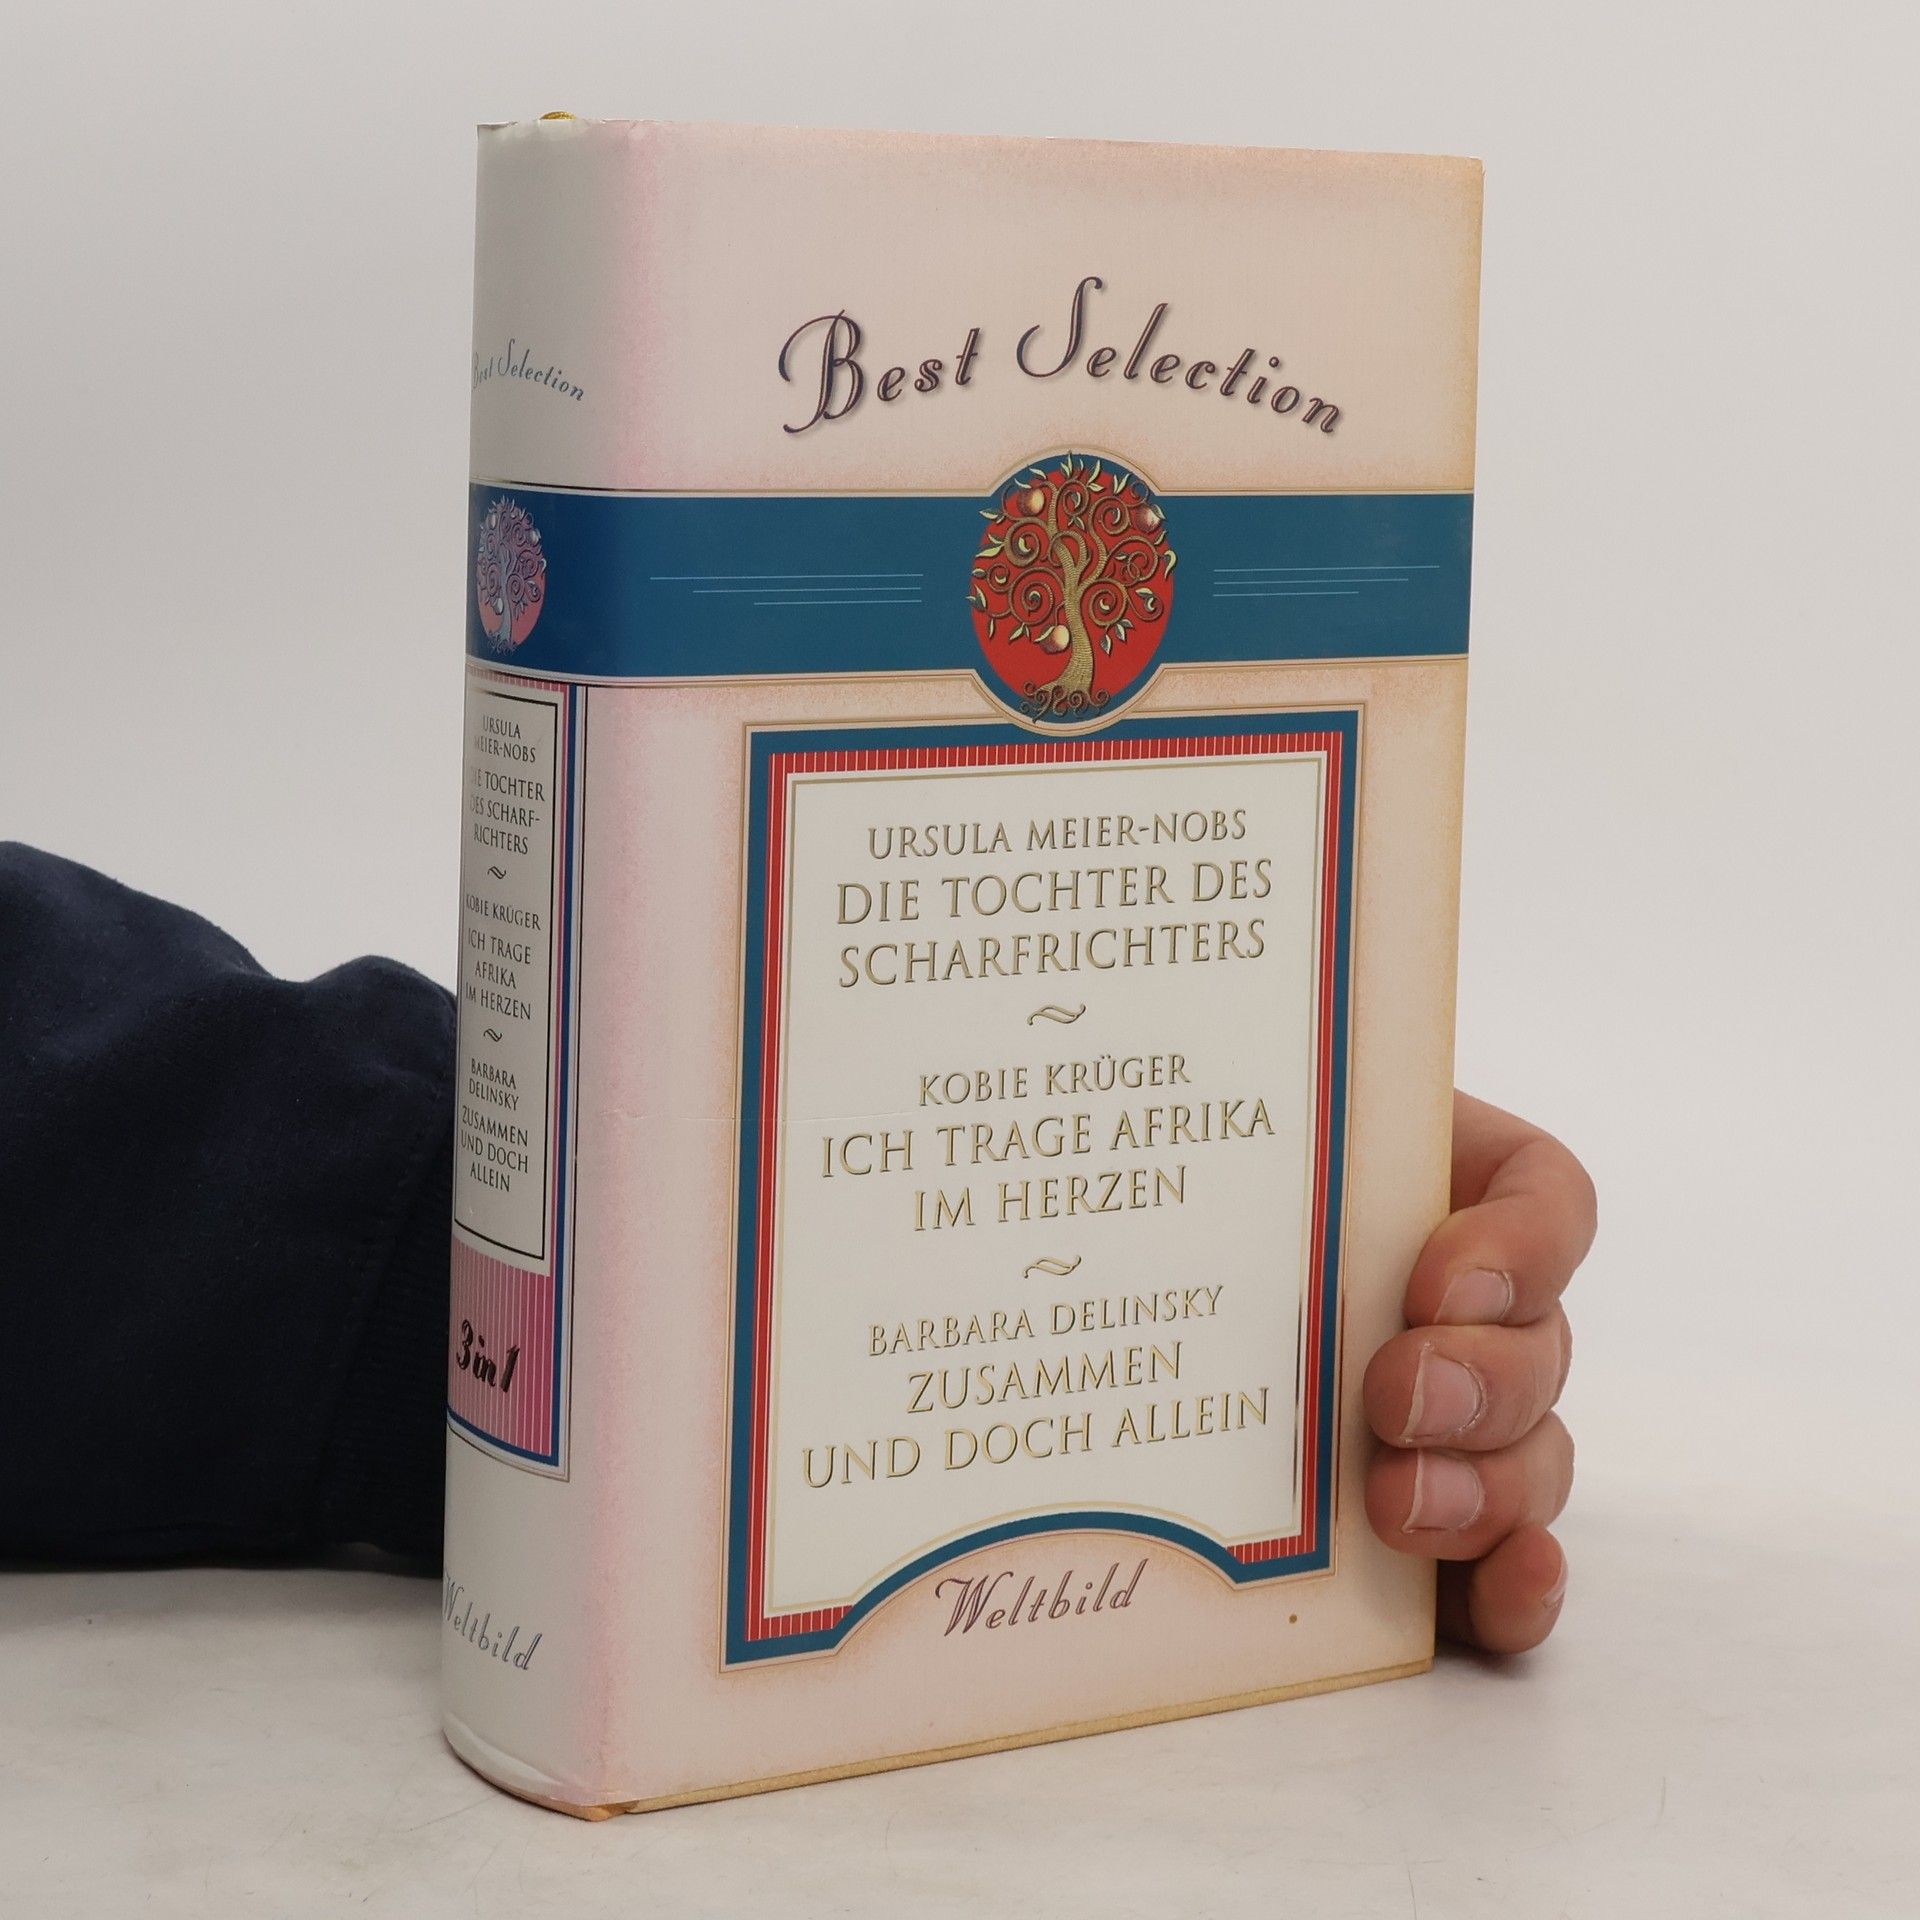 Best Selection
URSULA MEIER-NOBS
DIE TOCHTER DES
SCHARFRICHTERS
KOBIE KRÜGER
ICH TRAGE AFRIKA
IM HERZEN
BARBARA DELINSKY
ZUSAMMEN
UND DOCH ALLEIN
Weltbild
Best Selection
URSULA
MEIER-NOBS
DIE TOCHTER
DES SCHARF-
RICHTERS
KOBIE KRÜGER
ICH TRAGE
AFRIKA
IM HERZEN
BARBARA
DELINSKY
ZUSAMMEN
UND DOCH
ALLEIN
3 in 1
Weltbild